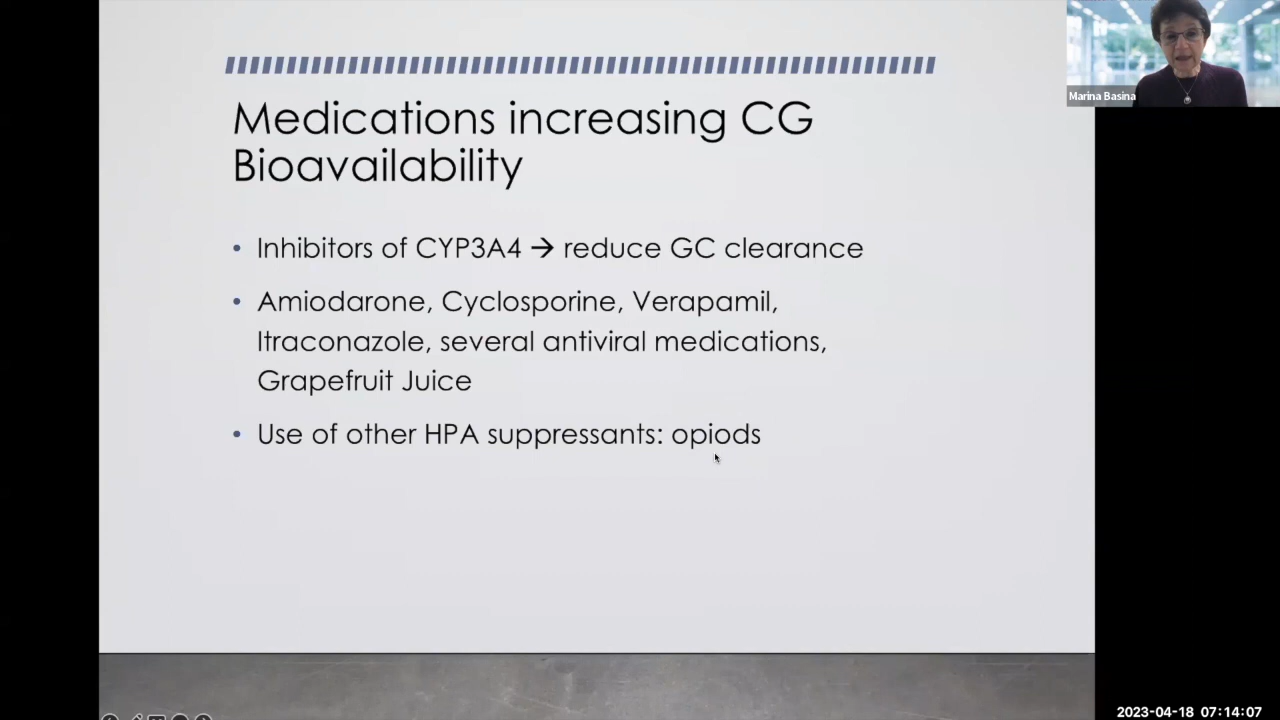 Medications increasing CG
Bioavailability
• Inhibitors of CYP3A4 → reduce GC clearance
• Amiodarone, Cyclosporine, Verapamil,
Itraconazole, several antiviral medications,
Grapefruit Juice
• Use of other HPA suppressants: opiods
Marina Basina
2023-04-18 07:14:07